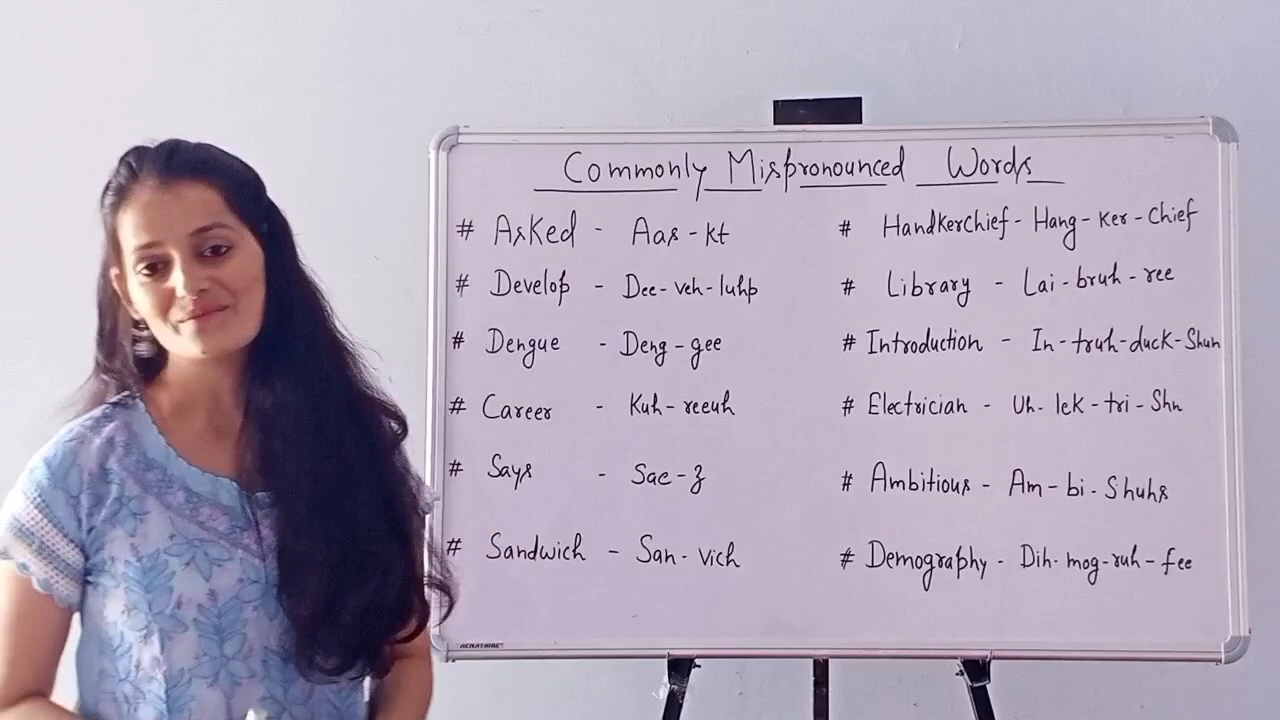 Commonly Mispronounced Words
# Asked - Aas-kt
# Develop - Dee-veh-luhp
# Dengue - Deng-gee
# Career - Kuh-reeuh
# Says - Sae-z
# Sandwich - San-vich
# Handkerchief - Hang-ker-chief
# Library - Lai-bruh-ree
# Introduction - In-truh-duck-shun
# Electrician - Uh-lek-tri-shn
# Ambitious - Am-bi-shuhs
# Demography - Dih-mog-ruh-fee